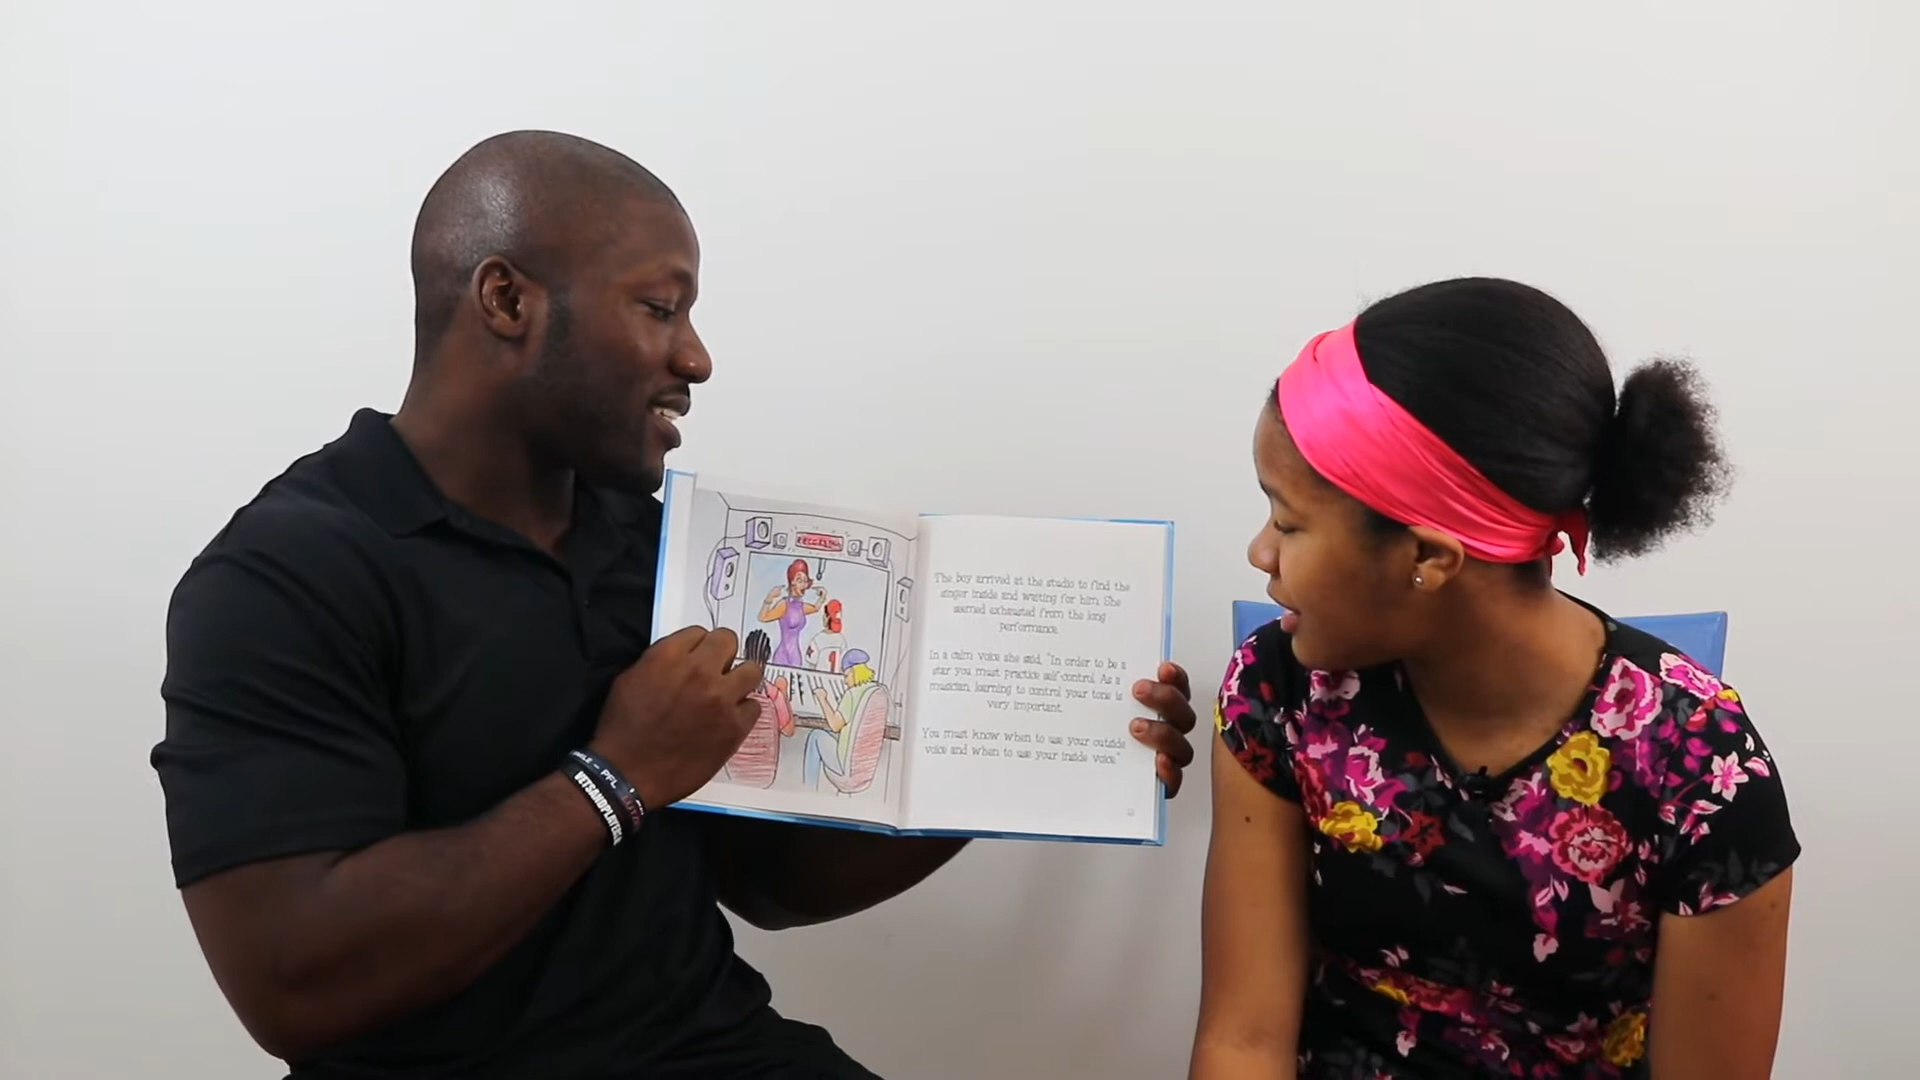 RECORDING
The boy arrived at the studio to find the
singer inside and waiting for him. She
seemed exhausted from the long
performance.
In a calm voice she said, "In order to be a
star you must practice self-control. As a
musician, learning to control your tone is
very important.
You must know when to use your outside
voice and when to use your inside voice"
PFL
VETSANDPLAYERS